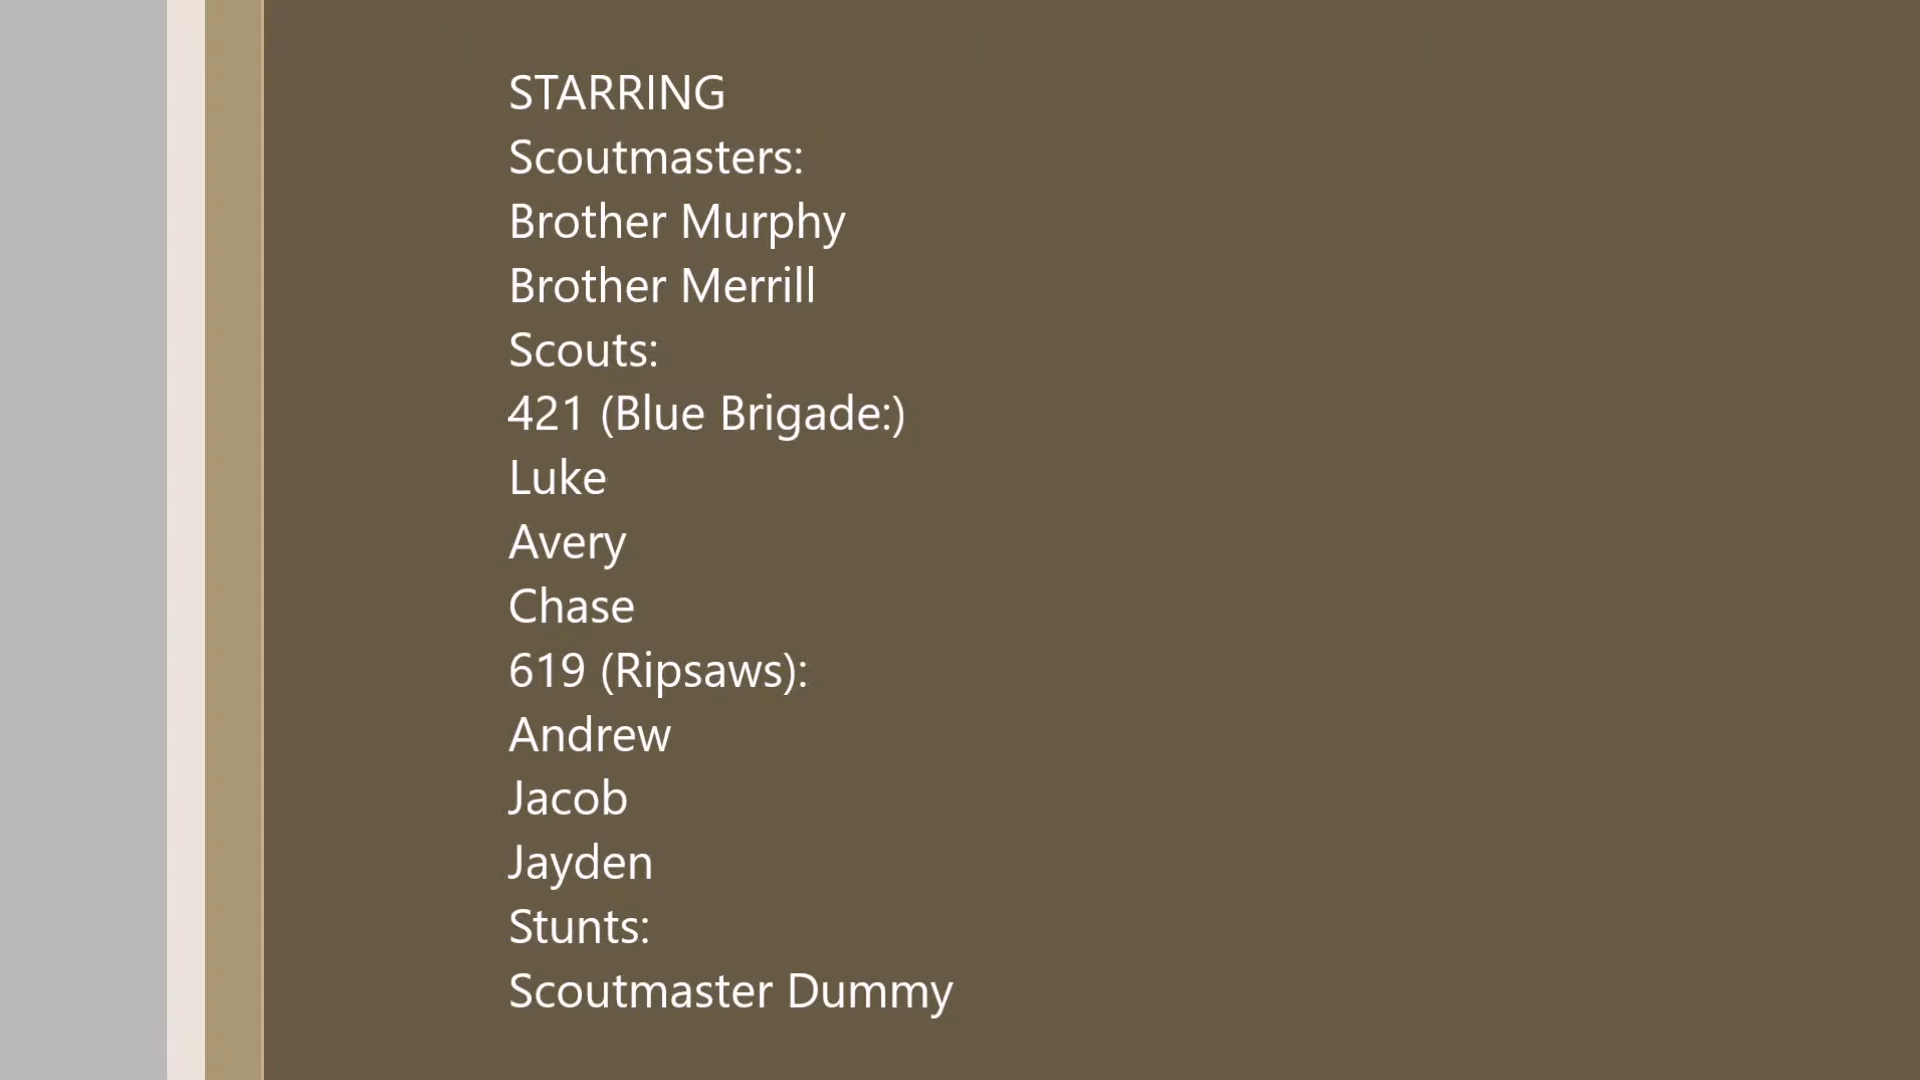 STARRING
Scoutmasters:
Brother Murphy
Brother Merrill
Scouts:
421 (Blue Brigade:)
Luke
Avery
Chase
619 (Ripsaws):
Andrew
Jacob
Jayden
Stunts:
Scoutmaster Dummy